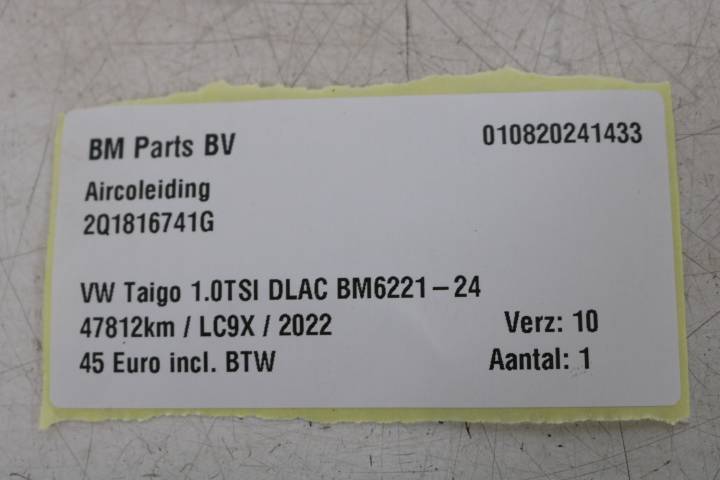 BM Parts BV 010820241433
Aircoleiding
2Q1816741G
VW Taigo 1.0TSI DLAC BM6221-24
47812km / LC9X / 2022 Verz: 10
45 Euro incl. BTW Aantal: 1